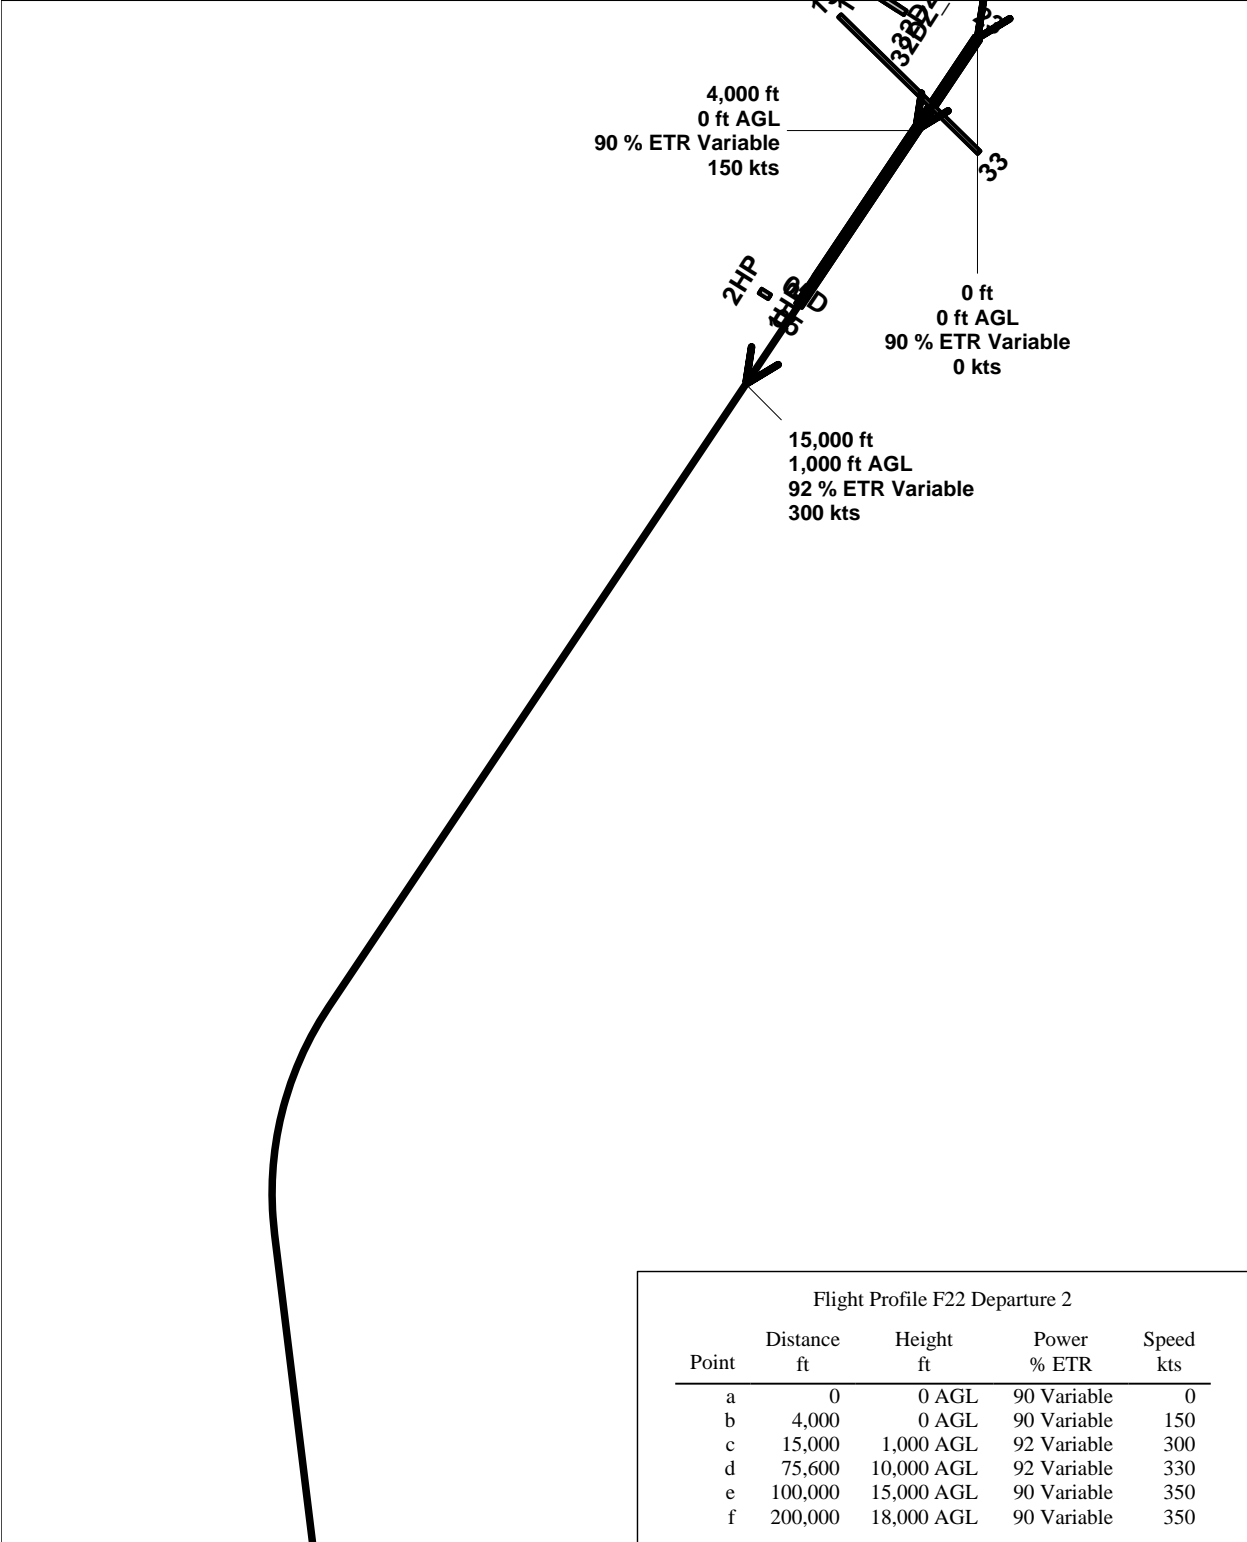 32D2
4,000 ft
0 ft AGL
90 % ETR Variable
150 kts
33
2HP
0 ft
0 ft AGL
90 % ETR Variable
0 kts
15,000 ft
1,000 ft AGL
92 % ETR Variable
300 kts
Flight Profile F22 Departure 2
Point Distance ft Height ft Power % ETR Speed kts
a 0 0 AGL 90 Variable 0
b 4,000 0 AGL 90 Variable 150
c 15,000 1,000 AGL 92 Variable 300
d 75,600 10,000 AGL 92 Variable 330
e 100,000 15,000 AGL 90 Variable 350
f 200,000 18,000 AGL 90 Variable 350